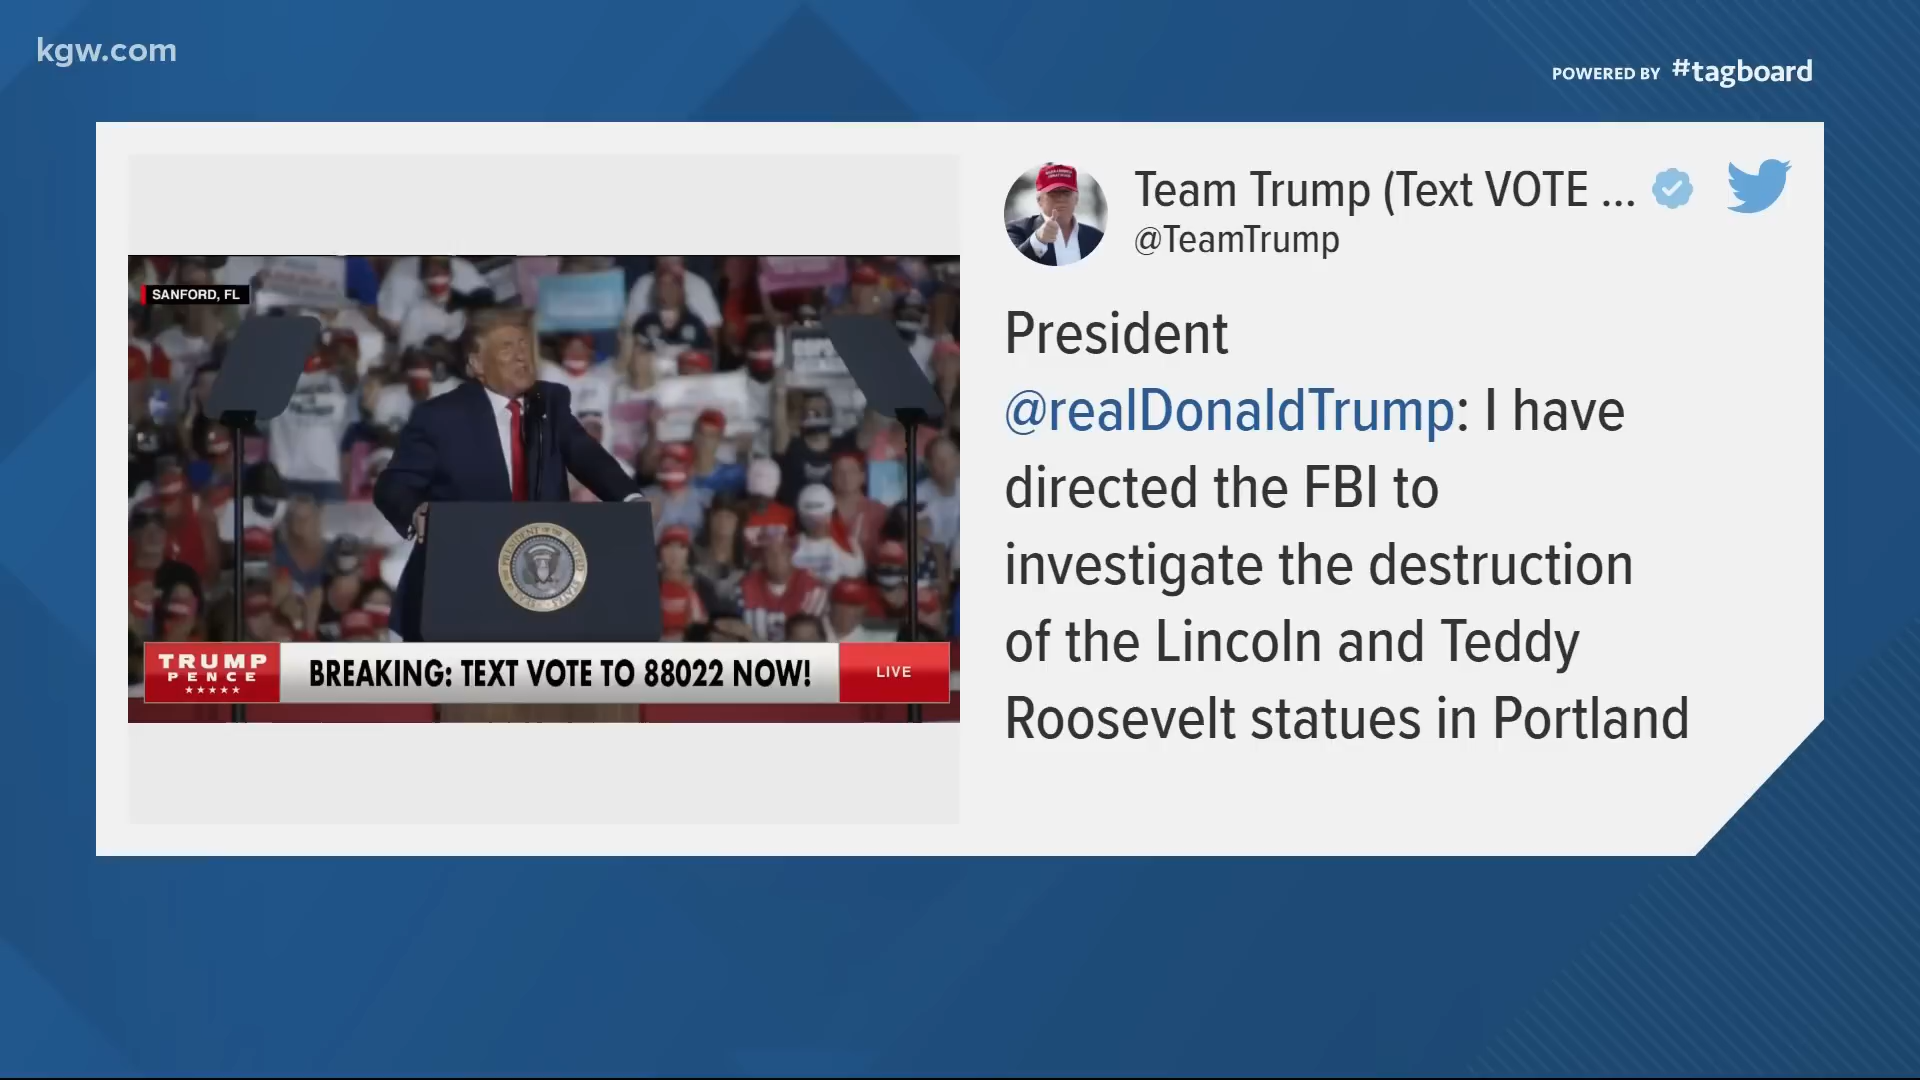 kgw.com
POWERED BY #tagboard
Team Trump (Text VOTE ...
@TeamTrump
President
@realDonaldTrump: I have
directed the FBI to
investigate the destruction
of the Lincoln and Teddy
Roosevelt statues in Portland
SANFORD, FL
TRUMP
PENCE
BREAKING: TEXT VOTE TO 88022 NOW!
LIVE